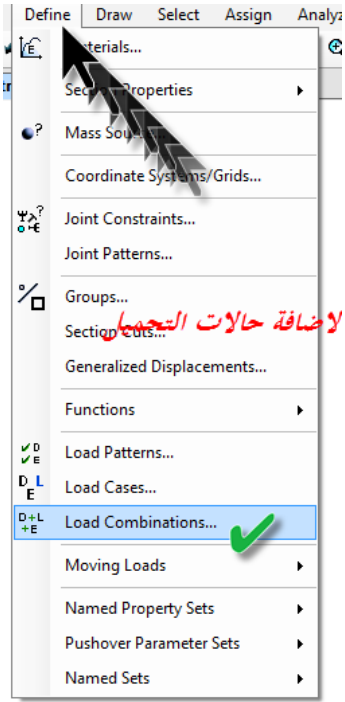 Define Draw Select Assign Analyz
Materials...
Section Properties
Mass Source...
Coordinate Systems/Grids...
Joint Constraints...
Joint Patterns...
Groups...
لاضافة حالات التحميل
Section Cuts...
Generalized Displacements...
Functions
Load Patterns...
Load Cases...
Load Combinations...
Moving Loads
Named Property Sets
Pushover Parameter Sets
Named Sets